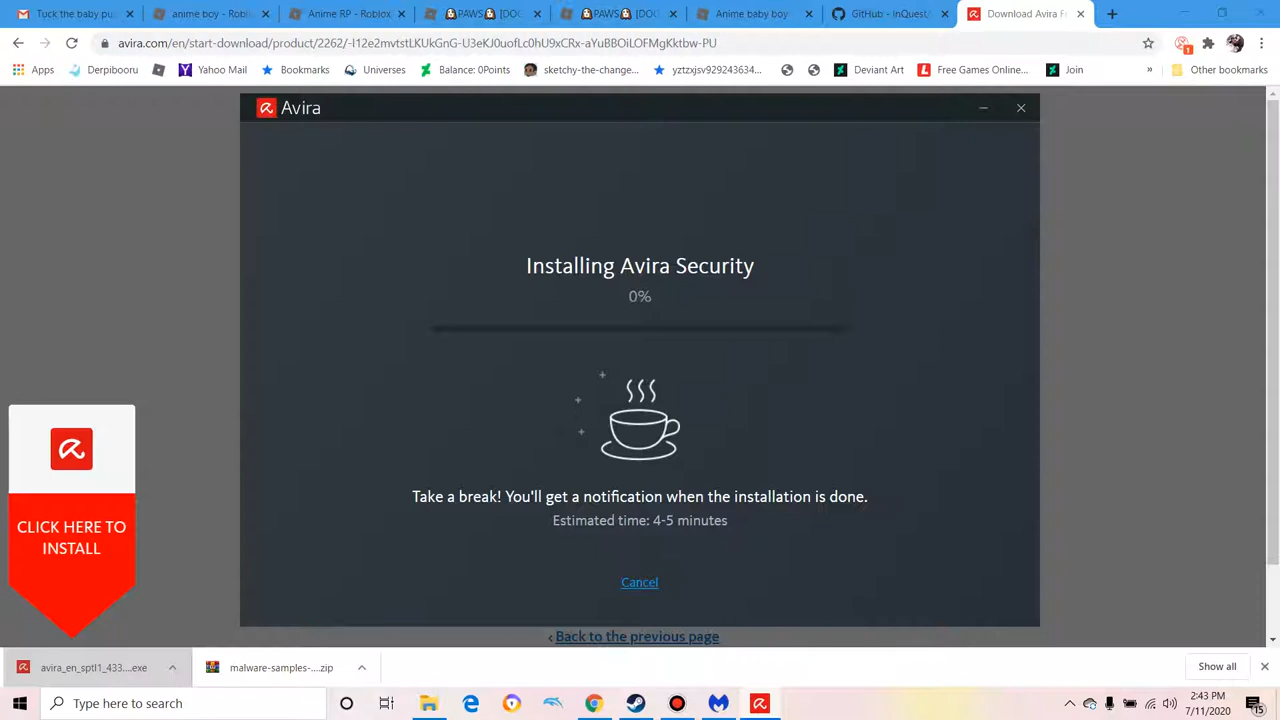 Tuck the baby pu
anime boy - Robl
Anime RP - Roblox
PAWS [DOG
PAWS [DOG
Anime baby boy
GitHub - InQuest/
Download Avira F
avira.com/en/start-download/product/2262/-I12e2mvtstLKUkGnG-U3eKJ0uofLc0hU9xCRx-aYuBBOiLOFMgKktbw-PU
Apps
Derpibooru
Yahoo Mail
Bookmarks
Universes
Balance: 0Points
sketchy-the-change...
yztzxjsv929243634...
Deviant Art
Free Games Online...
Join
»
Other bookmarks
Avira
Installing Avira Security
0%
Take a break! You'll get a notification when the installation is done.
Estimated time: 4-5 minutes
Cancel
CLICK HERE TO
INSTALL
‹ Back to the previous page
avira_en_sptl1_433....exe
malware-samples-....zip
Show all
Type here to search
2:43 PM
7/11/2020
15